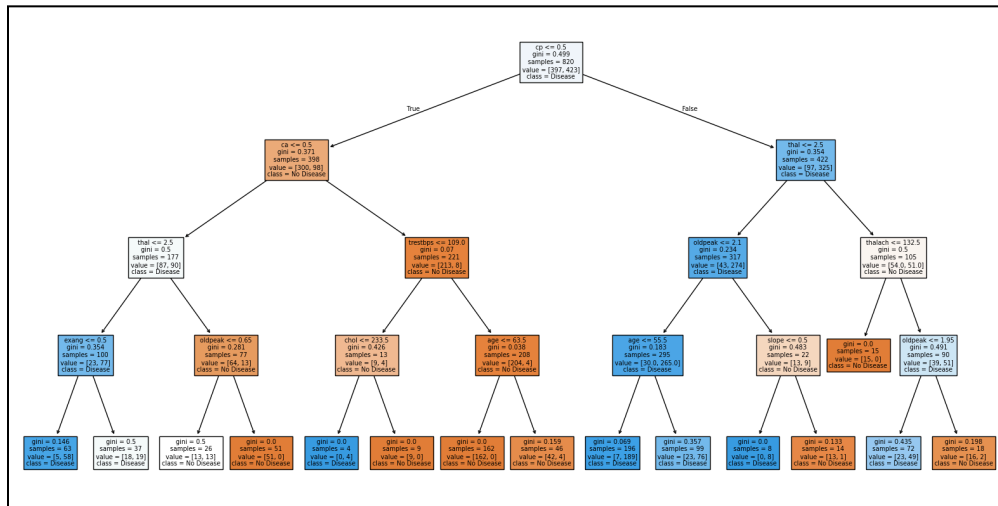 cp <= 0.5
gini = 0.499
samples = 820
value = [397, 423]
class = Disease
True
False
ca <= 0.5
gini = 0.371
samples = 398
value = [300, 98]
class = No Disease
thal <= 2.5
gini = 0.354
samples = 422
value = [97, 325]
class = Disease
thal <= 2.5
gini = 0.5
samples = 177
value = [87, 90]
class = Disease
trestbps <= 109.0
gini = 0.07
samples = 221
value = [213, 8]
class = No Disease
oldpeak <= 2.1
gini = 0.234
samples = 317
value = [43, 274]
class = Disease
thalach <= 132.5
gini = 0.5
samples = 105
value = [54.0, 51.0]
class = No Disease
exang <= 0.5
gini = 0.354
samples = 100
value = [23, 77]
class = Disease
oldpeak <= 0.65
gini = 0.281
samples = 77
value = [64, 13]
class = No Disease
chol <= 233.5
gini = 0.426
samples = 13
value = [9, 4]
class = No Disease
age <= 63.5
gini = 0.038
samples = 208
value = [204, 4]
class = No Disease
age <= 55.5
gini = 0.183
samples = 295
value = [30.0, 265.0]
class = Disease
slope <= 0.5
gini = 0.483
samples = 22
value = [13, 9]
class = No Disease
gini = 0.0
samples = 15
value = [15, 0]
class = No Disease
oldpeak <= 1.95
gini = 0.491
samples = 90
value = [39, 51]
class = Disease
gini = 0.146
samples = 63
value = [5, 58]
class = Disease
gini = 0.5
samples = 37
value = [18, 19]
class = Disease
gini = 0.5
samples = 26
value = [13, 13]
class = No Disease
gini = 0.0
samples = 51
value = [51, 0]
class = No Disease
gini = 0.0
samples = 4
value = [0, 4]
class = Disease
gini = 0.0
samples = 9
value = [9, 0]
class = No Disease
gini = 0.0
samples = 162
value = [162, 0]
class = No Disease
gini = 0.159
samples = 46
value = [42, 4]
class = No Disease
gini = 0.069
samples = 196
value = [7, 189]
class = Disease
gini = 0.357
samples = 99
value = [23, 76]
class = Disease
gini = 0.0
samples = 8
value = [0, 8]
class = Disease
gini = 0.133
samples = 14
value = [13, 1]
class = No Disease
gini = 0.435
samples = 72
value = [23, 49]
class = Disease
gini = 0.198
samples = 18
value = [16, 2]
class = No Disease